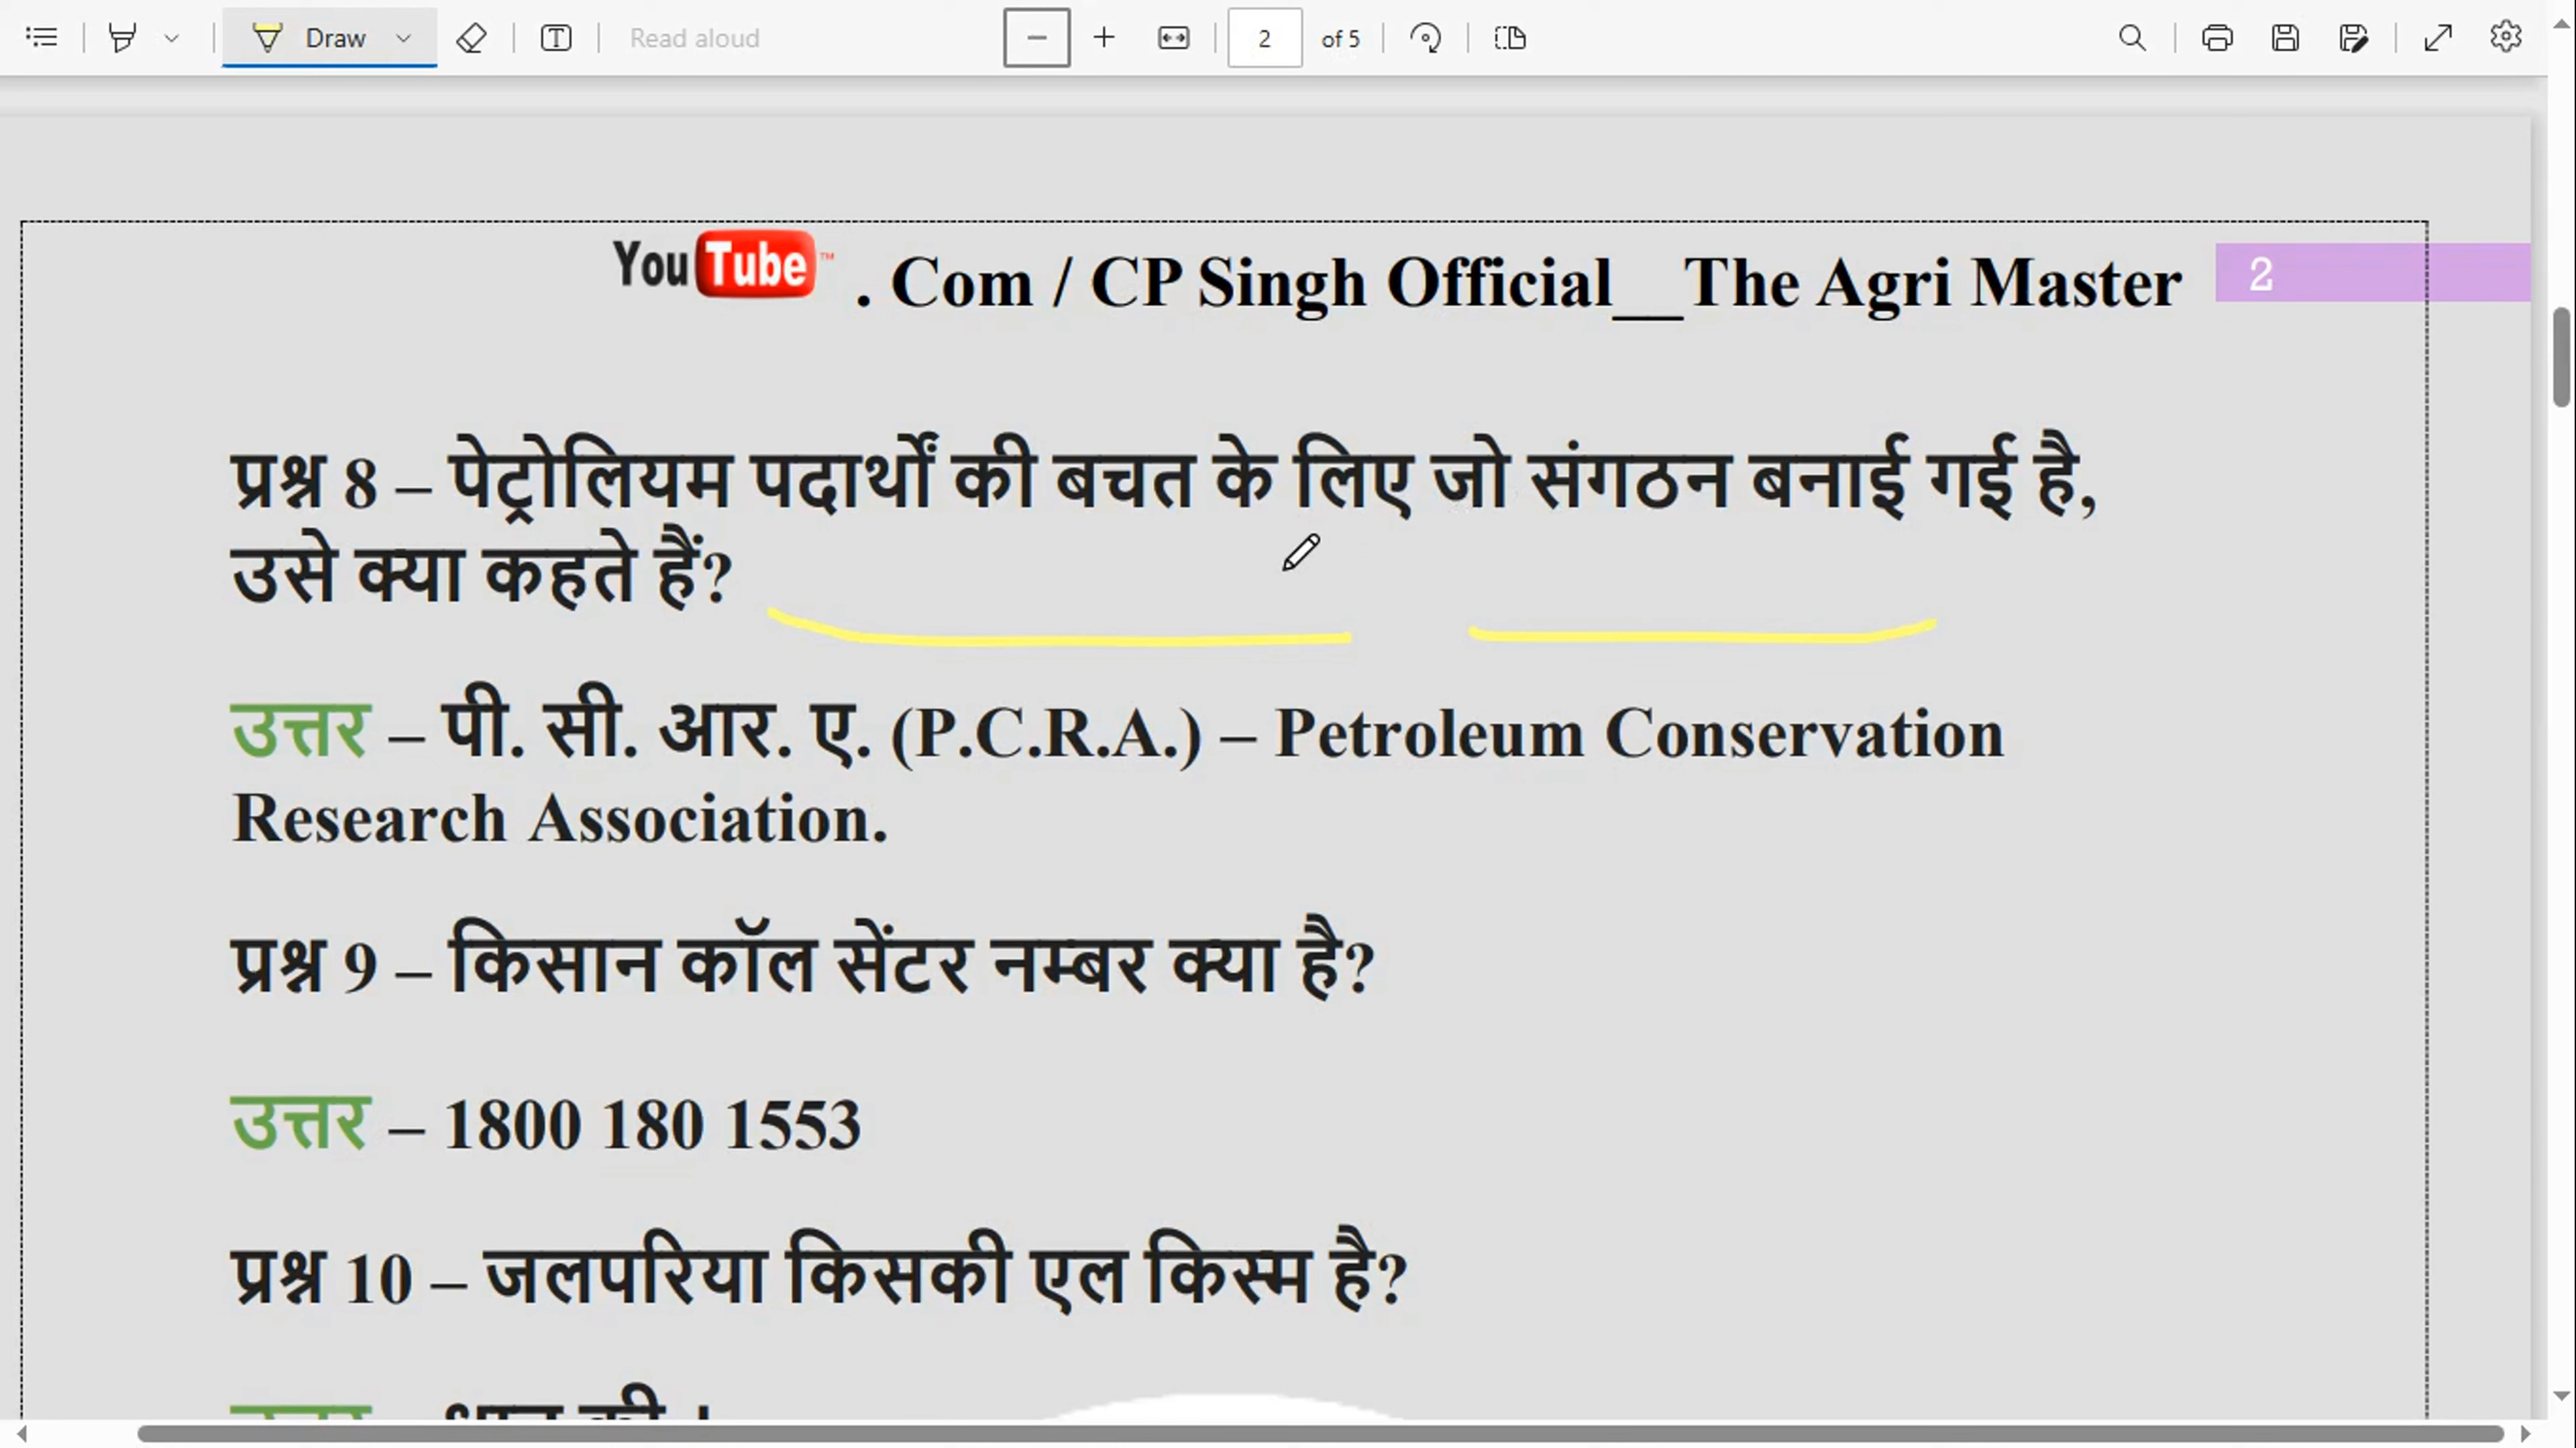 Draw
Read aloud
2 of 5
YouTube™ . Com / CP Singh Official__The Agri Master 2
प्रश्न 8 – पेट्रोलियम पदार्थों की बचत के लिए जो संगठन बनाई गई है,
उसे क्या कहते हैं?
उत्तर – पी. सी. आर. ए. (P.C.R.A.) – Petroleum Conservation
Research Association.
प्रश्न 9 – किसान कॉल सेंटर नम्बर क्या है?
उत्तर – 1800 180 1553
प्रश्न 10 – जलपरिया किसकी एल किस्म है?